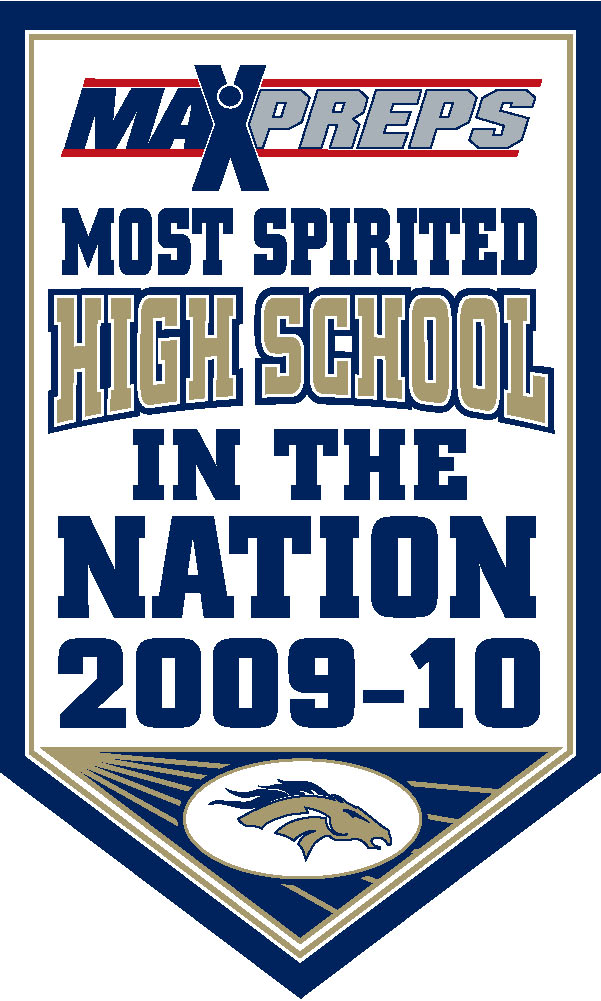 MAXPREPS
MOST SPIRITED
HIGH SCHOOL
IN THE
NATION
2009-10